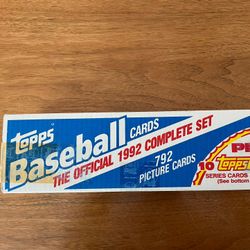 Topps
Baseball CARDS
THE OFFICIAL 1992 COMPLETE SET
792
PICTURE CARDS
10 TOPPS
SERIES CARDS
(See bottom